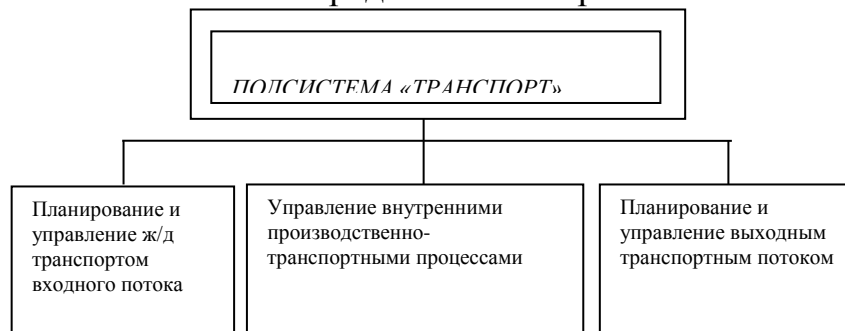 ПОДСИСТЕМА «ТРАНСПОРТ»
Планирование и
управление ж/д
транспортом
входного потока
Управление внутренними
производственно-
транспортными процессами
Планирование и
управление выходным
транспортным потоком